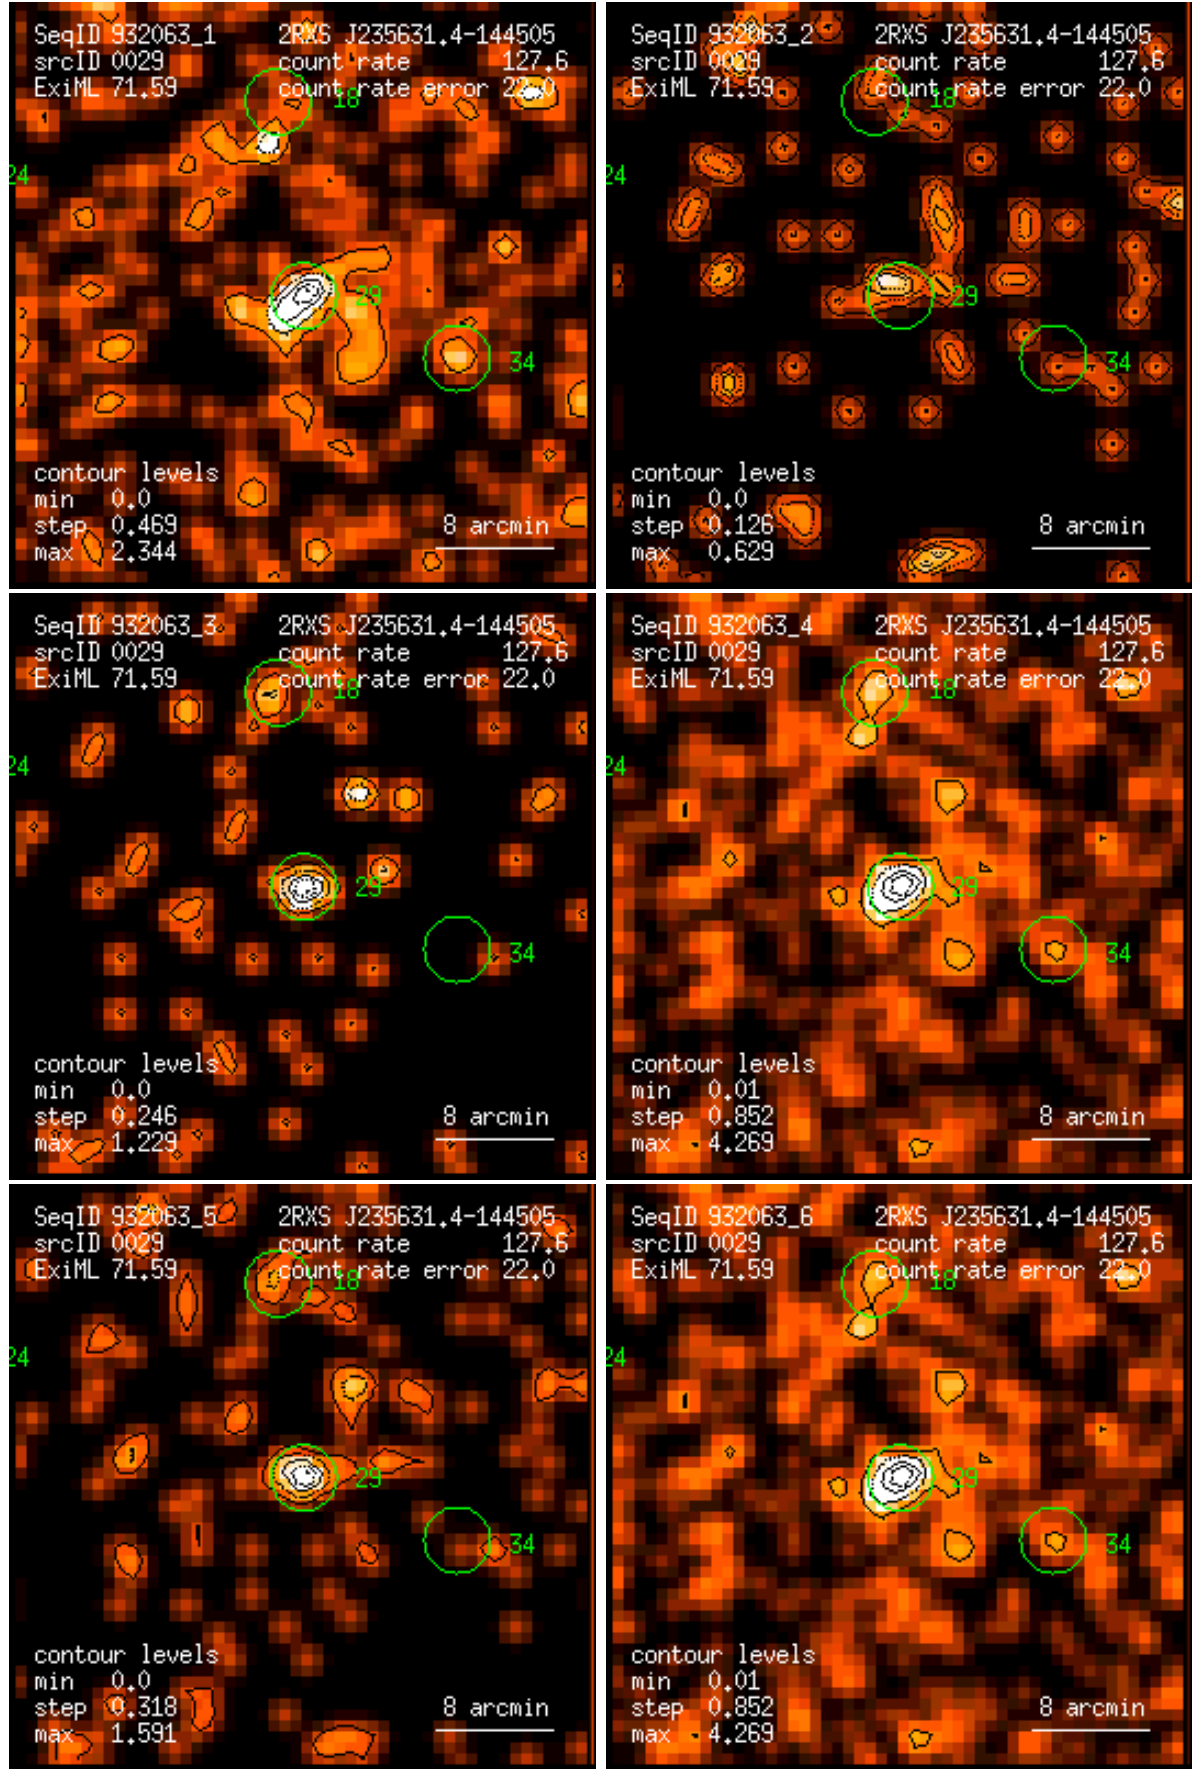 SeqID 932063_1 2RXS J235631.4-144505
srcID 0029 count rate 127.6
ExiML 71.59 count rate error 22.0
18
24
29
34
contour levels
min 0.0
step 0.469 8 arcmin
max 2.344
SeqID 932063_2 2RXS J235631.4-144505
srcID 0029 count rate 127.6
ExiML 71.59 count rate error 22.0
18
24
29
34
contour levels
min 0.0
step 0.126 8 arcmin
max 0.629
SeqID 932063_3 2RXS J235631.4-144505
srcID 0029 count rate 127.6
ExiML 71.59 count rate error 22.0
18
24
29
34
contour levels
min 0.0
step 0.246 8 arcmin
max 1.229
SeqID 932063_4 2RXS J235631.4-144505
srcID 0029 count rate 127.6
ExiML 71.59 count rate error 22.0
18
24
29
34
contour levels
min 0.01
step 0.852 8 arcmin
max 4.269
SeqID 932063_5 2RXS J235631.4-144505
srcID 0029 count rate 127.6
ExiML 71.59 count rate error 22.0
18
24
29
34
contour levels
min 0.0
step 0.318 8 arcmin
max 1.591
SeqID 932063_6 2RXS J235631.4-144505
srcID 0029 count rate 127.6
ExiML 71.59 count rate error 22.0
18
24
29
34
contour levels
min 0.01
step 0.852 8 arcmin
max 4.269